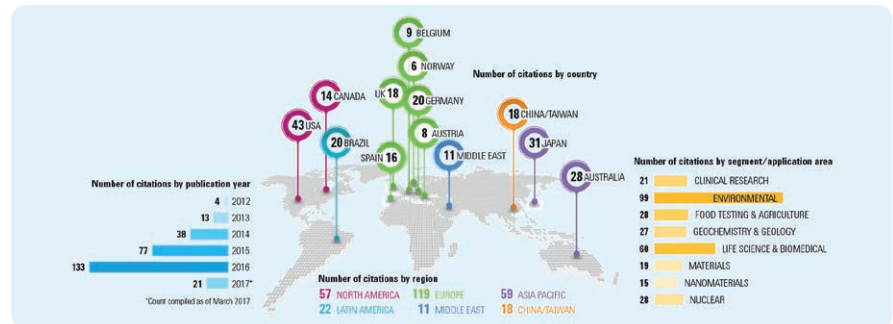 9 BELGIUM
6 NORWAY
Number of citations by country
14 CANADA
UK 18
20 GERMANY
43 USA
18 CHINA/TAIWAN
20 BRAZIL
8 AUSTRIA
31 JAPAN
SPAIN 16
11 MIDDLE EAST
28 AUSTRALIA
Number of citations by publication year
4 2012
13 2013
38 2014
77 2015
133 2016
21 2017*
*Count compiled as of March 2017
Number of citations by region
57 NORTH AMERICA 119 EUROPE 59 ASIA PACIFIC
22 LATIN AMERICA 11 MIDDLE EAST 18 CHINA/TAIWAN
Number of citations by segment/application area
21 CLINICAL RESEARCH
99 ENVIRONMENTAL
28 FOOD TESTING & AGRICULTURE
27 GEOCHEMISTRY & GEOLOGY
60 LIFE SCIENCE & BIOMEDICAL
19 MATERIALS
15 NANOMATERIALS
28 NUCLEAR